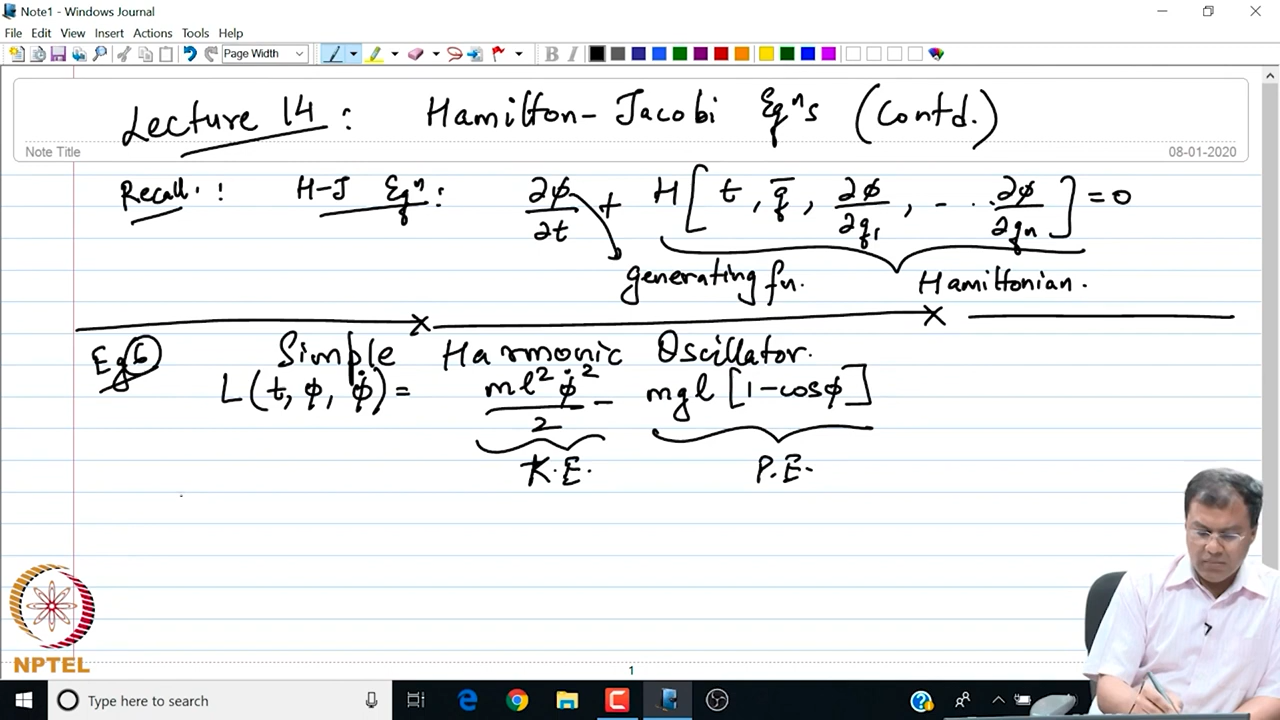 Note1 - Windows Journal
File Edit View Insert Actions Tools Help
Page Width
B I
Lecture 14 : Hamilton-Jacobi Eqⁿs (Contd.)
Note Title
08-01-2020
Recall : ! H-J Eqⁿ : ∂φ/∂t + H[t, q̄, ∂φ/∂q₁, - ... ∂φ/∂qn] = 0
generating fn. Hamiltonian.
Eg 6 Simple Harmonic Oscillator.
L(t, φ, φ̇) = ml²φ̇²/2 - mgl [1-cosφ]
K.E. P.E.
NPTEL
1
Type here to search